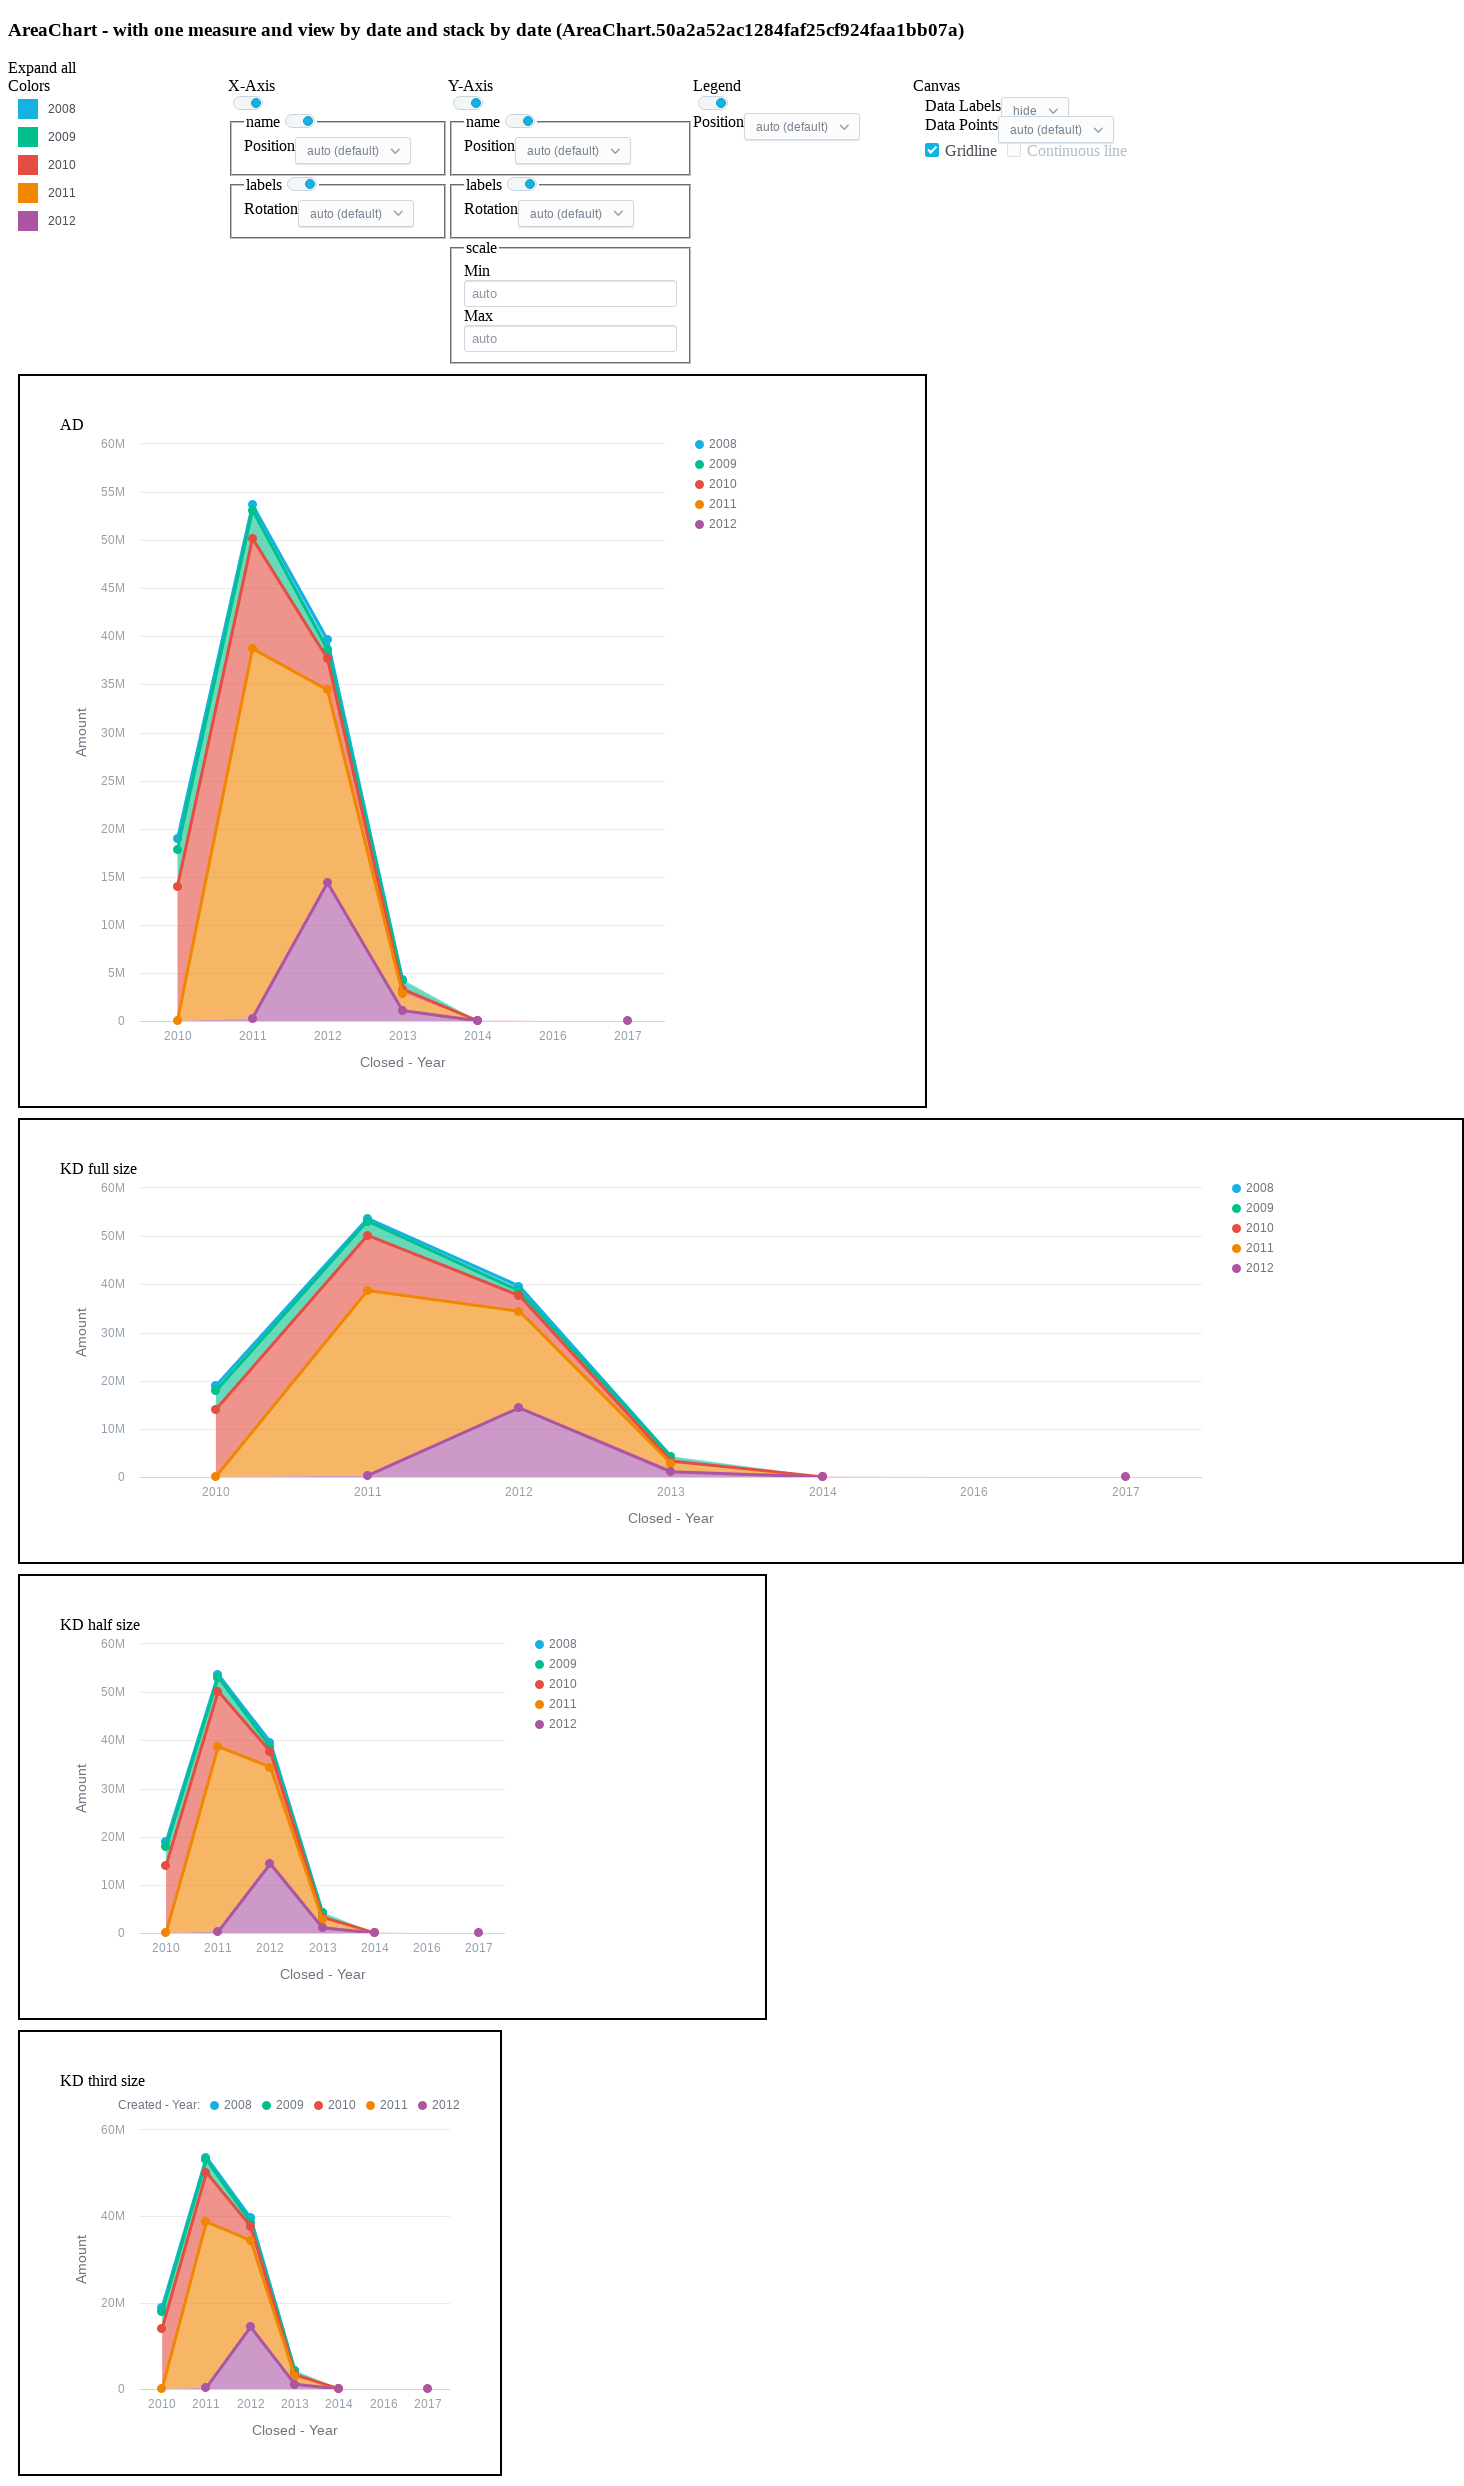 AreaChart - with one measure and view by date and stack by date (AreaChart.50a2a52ac1284faf25cf924faa1bb07a)
Expand all
Colors
2008
2009
2010
2011
2012
X-Axis
name
Position auto (default)
labels
Rotation auto (default)
Y-Axis
name
Position auto (default)
labels
Rotation auto (default)
scale
Min
auto
Max
auto
Legend
Position auto (default)
Canvas
Data Labels hide
Data Points auto (default)
Gridline Continuous line
AD
60M
55M
50M
45M
40M
35M
30M
25M
20M
15M
10M
5M
0
Amount
2010 2011 2012 2013 2014 2016 2017
Closed - Year
2008
2009
2010
2011
2012
KD full size
60M
50M
40M
30M
20M
10M
0
Amount
2010 2011 2012 2013 2014 2016 2017
Closed - Year
2008
2009
2010
2011
2012
KD half size
60M
50M
40M
30M
20M
10M
0
Amount
2010 2011 2012 2013 2014 2016 2017
Closed - Year
2008
2009
2010
2011
2012
KD third size
Created - Year: 2008 2009 2010 2011 2012
60M
40M
20M
0
Amount
2010 2011 2012 2013 2014 2016 2017
Closed - Year